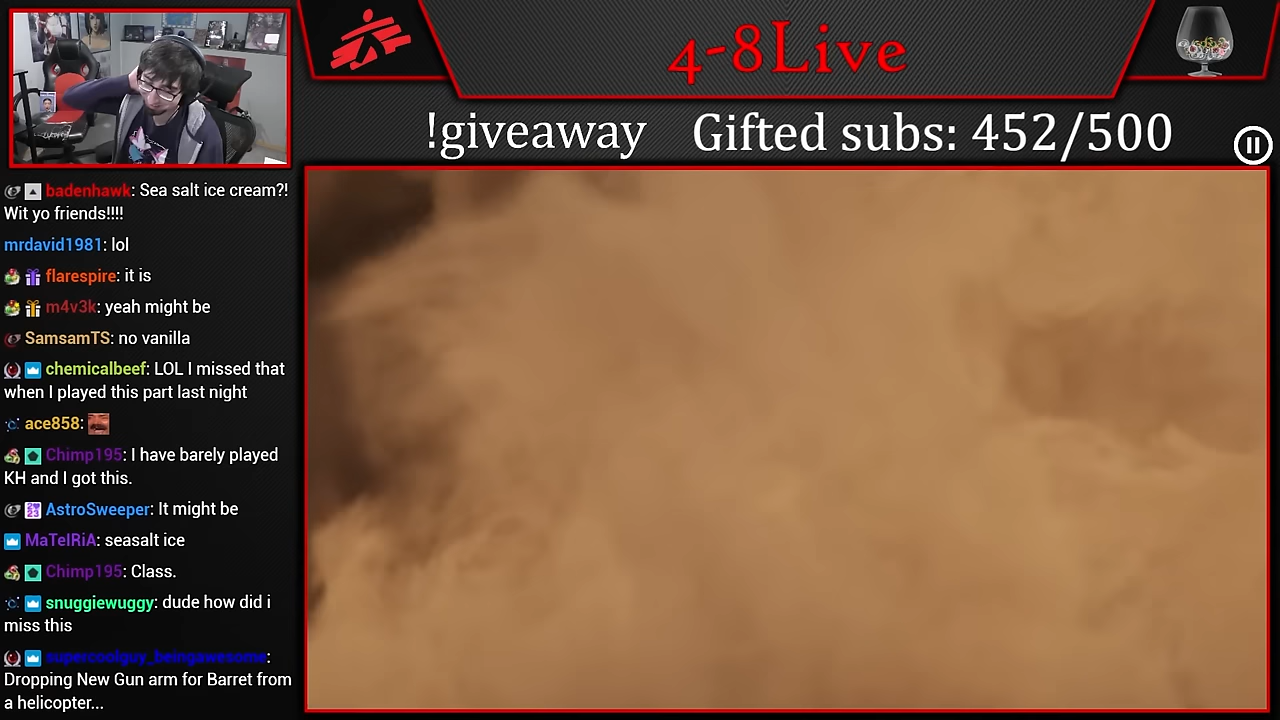 4-8Live
!giveaway Gifted subs: 452/500
badenhawk: Sea salt ice cream?!
Wit yo friends!!!!
mrdavid1981: lol
flarespire: it is
m4v3k: yeah might be
SamsamTS: no vanilla
chemicalbeef: LOL I missed that
when I played this part last night
ace858:
Chimp195: I have barely played
KH and I got this.
AstroSweeper: It might be
MaTeIRiA: seasalt ice
Chimp195: Class.
snuggiewuggy: dude how did i
miss this
supercoolguy_beingawesome:
Dropping New Gun arm for Barret from
a helicopter...